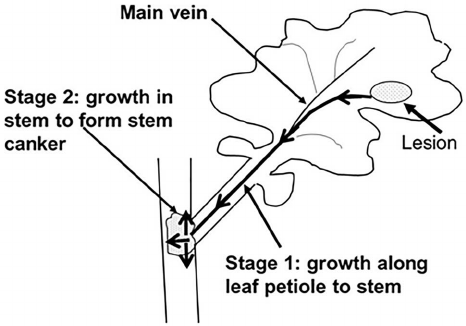 Main vein
Stage 2: growth in
stem to form stem
canker
Lesion
Stage 1: growth along
leaf petiole to stem